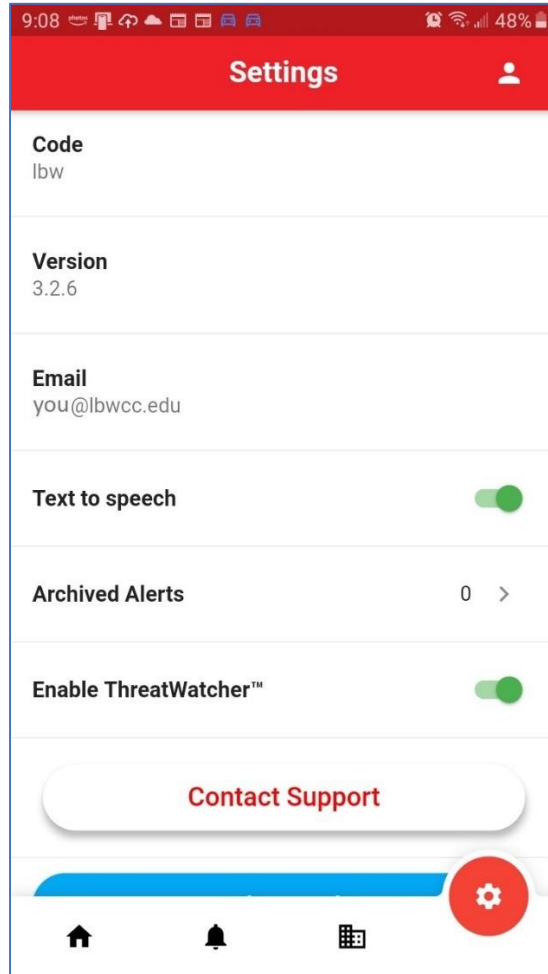 9:08
48%
Settings
Code
lbw
Version
3.2.6
Email
you@lbwcc.edu
Text to speech
Archived Alerts 0
Enable ThreatWatcher™
Contact Support